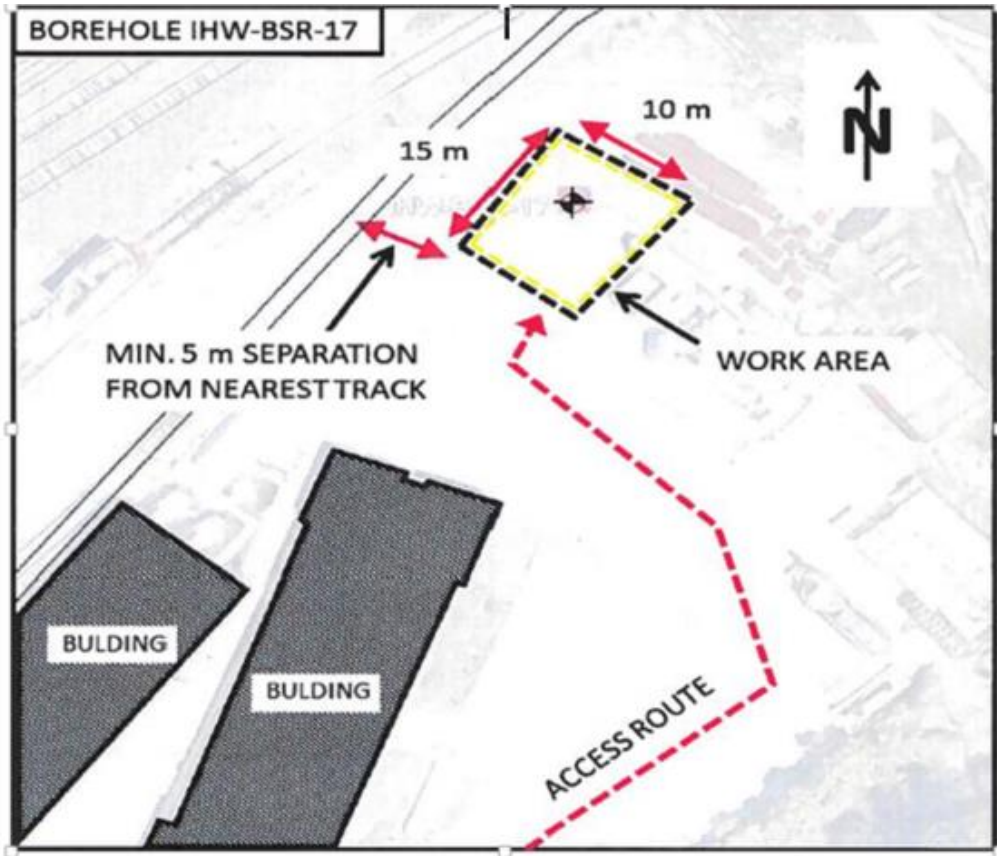 BOREHOLE IHW-BSR-17
10 m
N
15 m
MIN. 5 m SEPARATION
FROM NEAREST TRACK
WORK AREA
BULDING
BULDING
ACCESS ROUTE